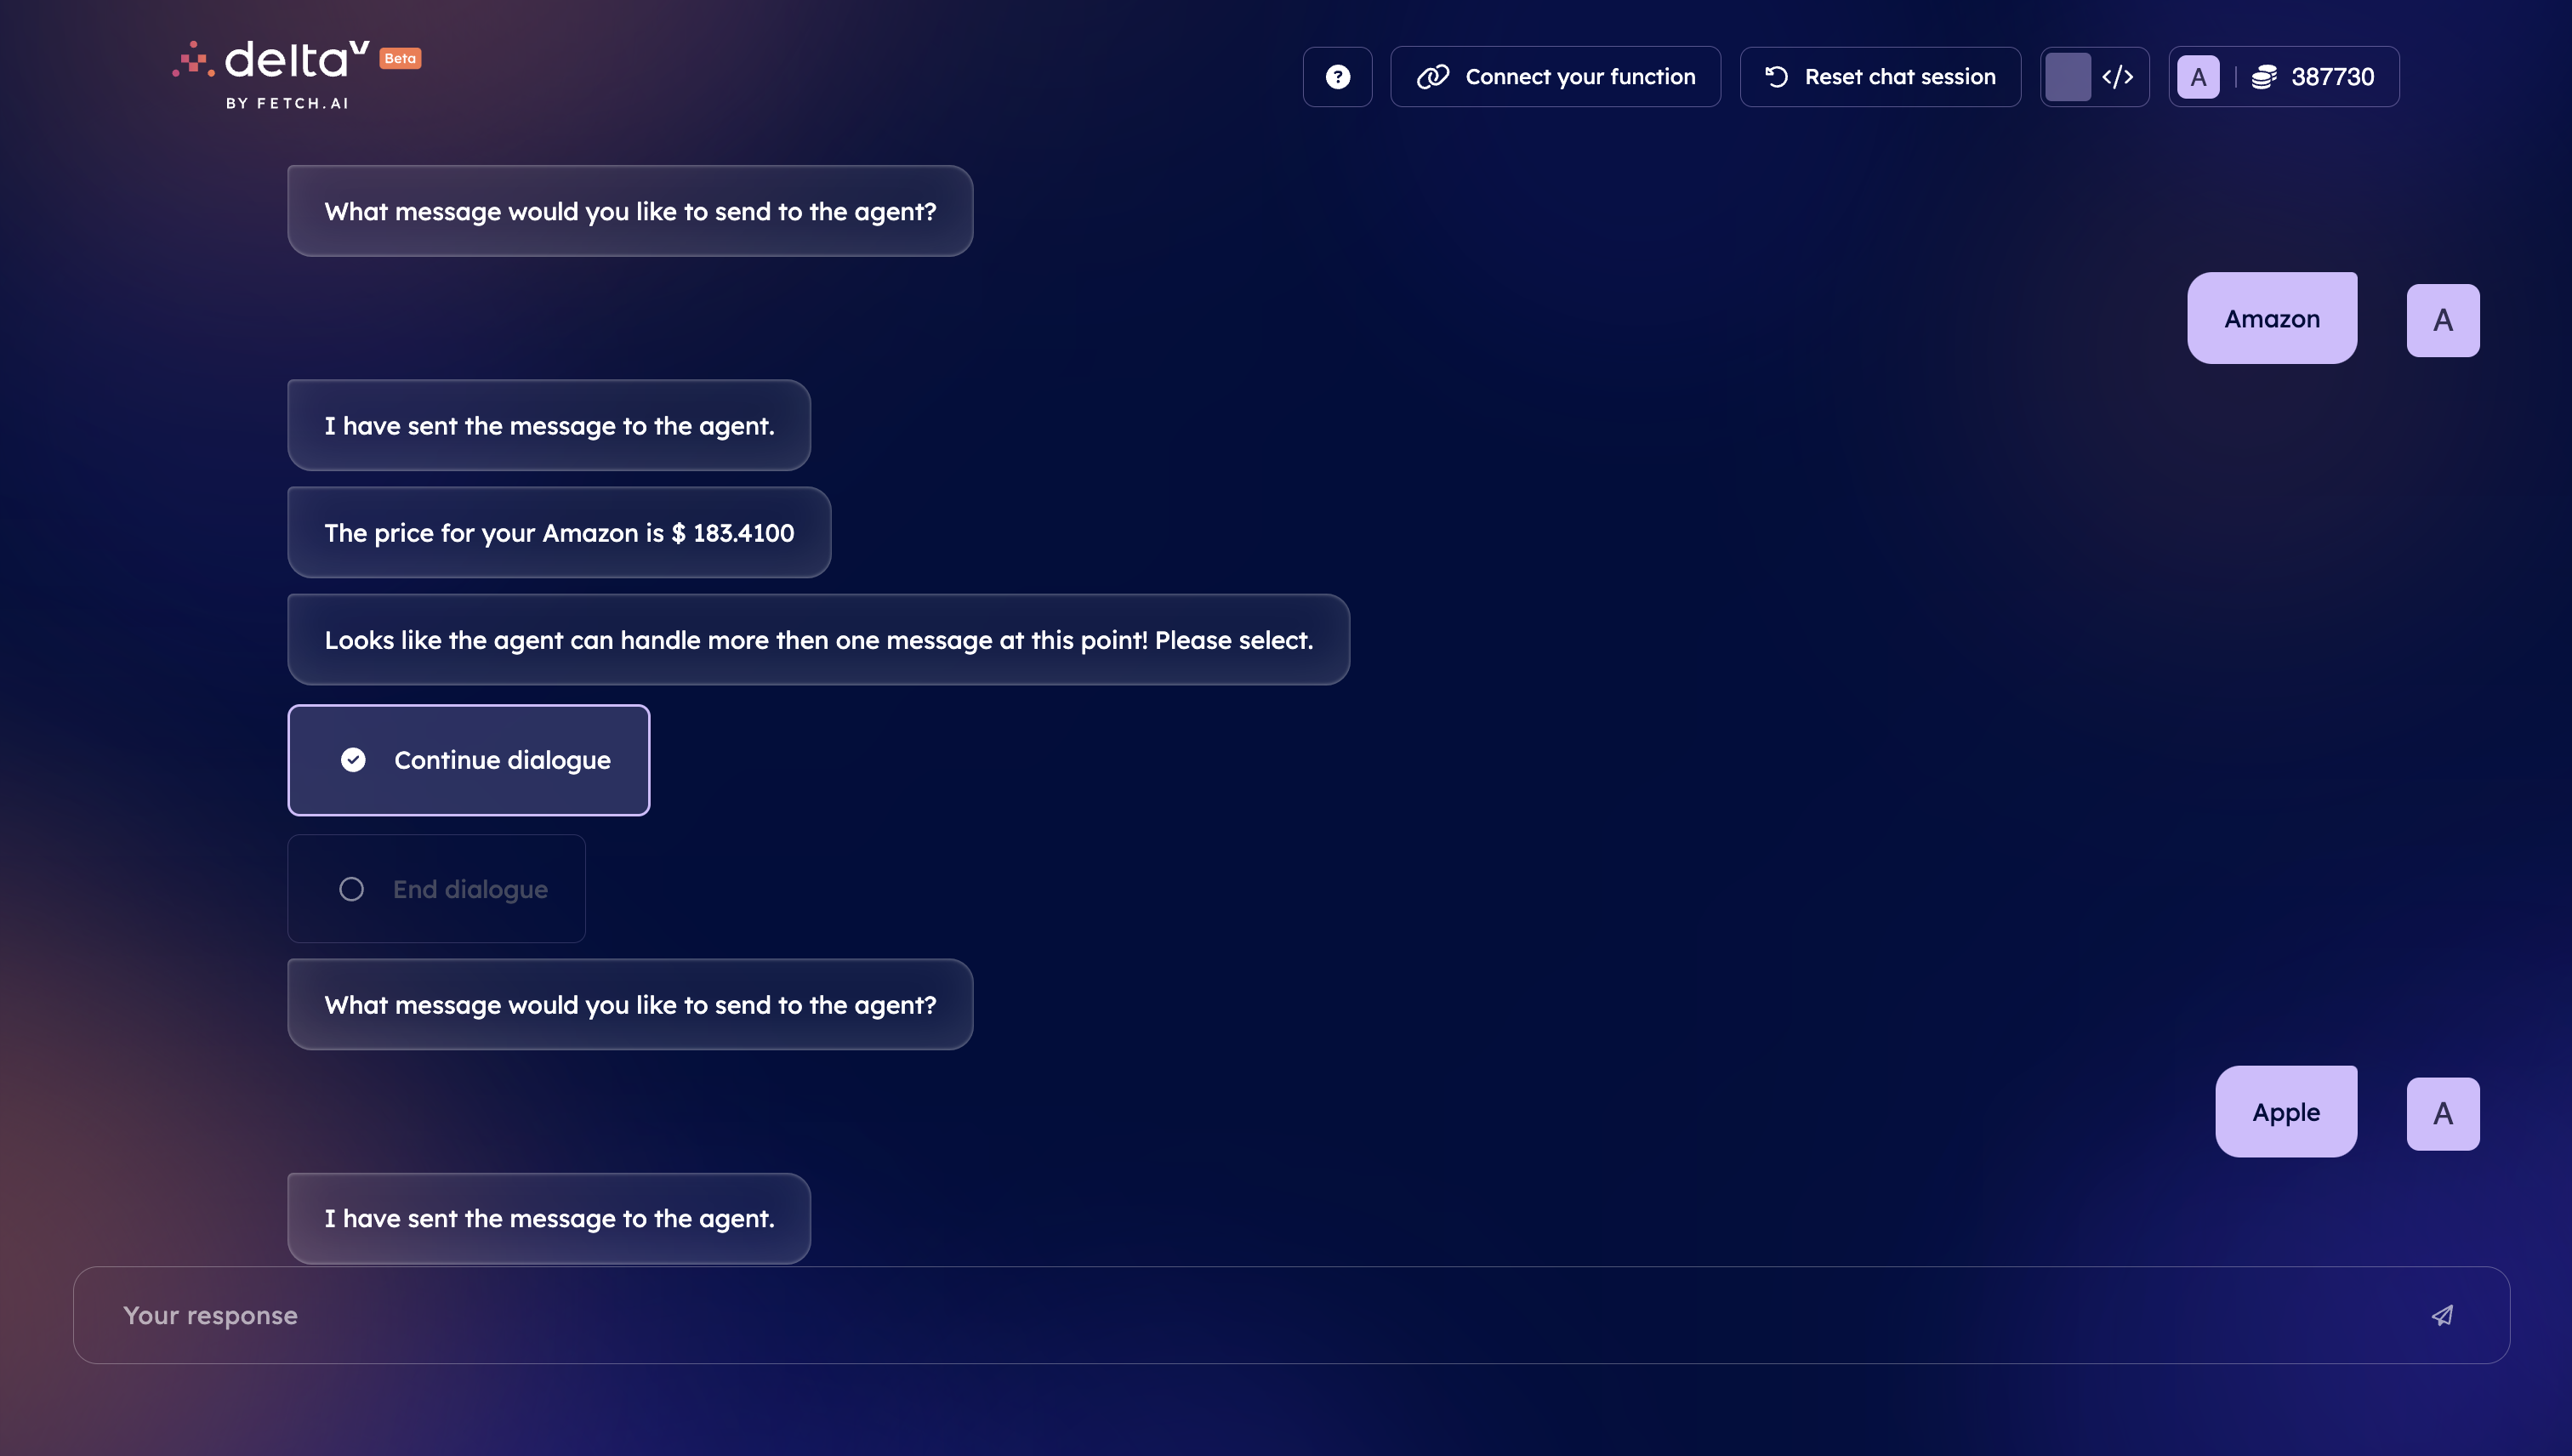 delta v Beta
BY FETCH.AI
? Connect your function Reset chat session </> A | 387730
What message would you like to send to the agent?
Amazon A
I have sent the message to the agent.
The price for your Amazon is $ 183.4100
Looks like the agent can handle more then one message at this point! Please select.
Continue dialogue
End dialogue
What message would you like to send to the agent?
Apple A
I have sent the message to the agent.
Your response